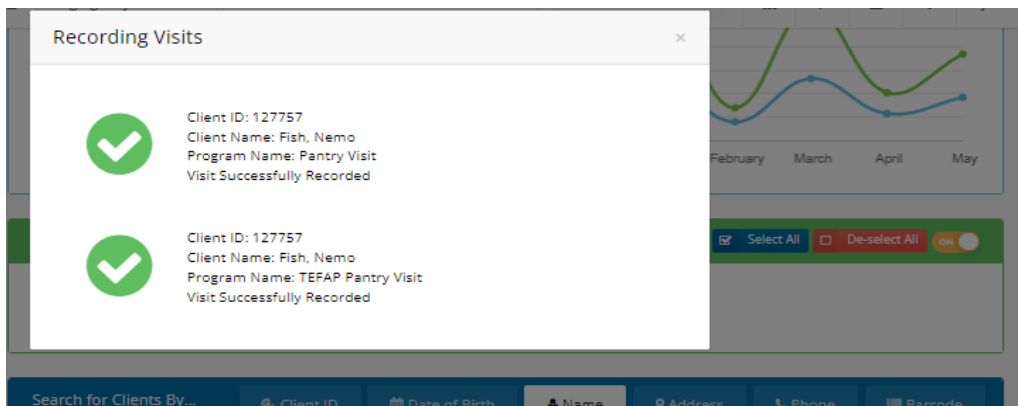 Recording Visits
×
Client ID: 127757
Client Name: Fish, Nemo
Program Name: Pantry Visit
Visit Successfully Recorded
Client ID: 127757
Client Name: Fish, Nemo
Program Name: TEFAP Pantry Visit
Visit Successfully Recorded
February March April May
Select All De-select All ON
Search for Clients By... Client ID Date of Birth Name Address Phone Barcode